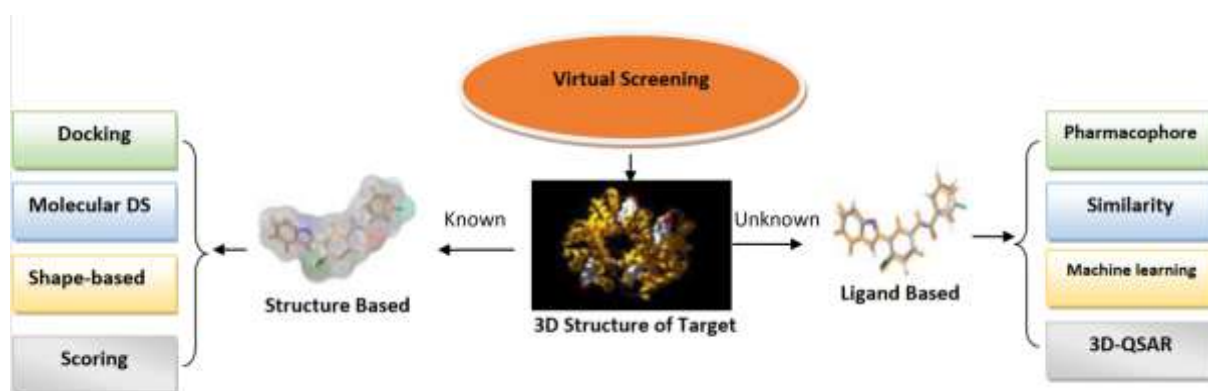 Virtual Screening
Docking
Molecular DS
Shape-based
Scoring
Structure Based
Known
3D Structure of Target
Unknown
Ligand Based
Pharmacophore
Similarity
Machine learning
3D-QSAR